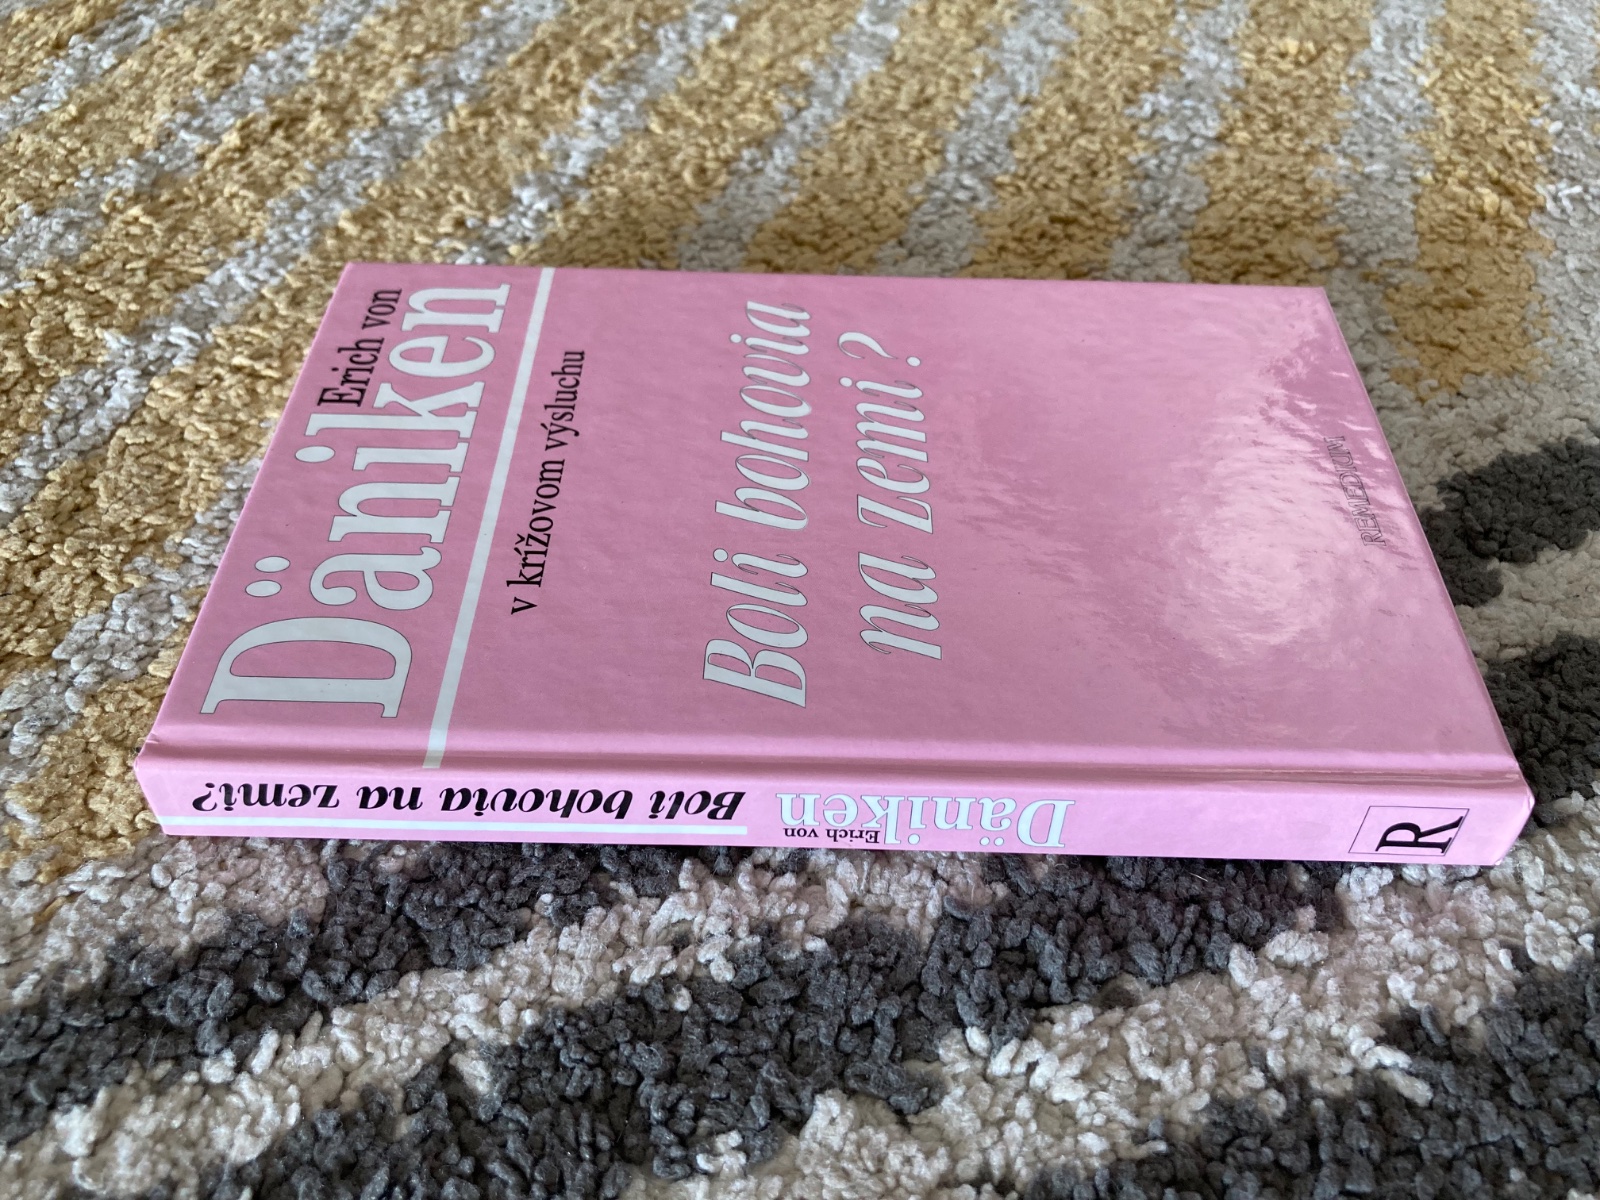 Erich von
Däniken
v krížovom výsluchu
Boli bohovia
na zemi?
REMEDIUM
Boli bohovia na zemi?
Erich von
Däniken
R